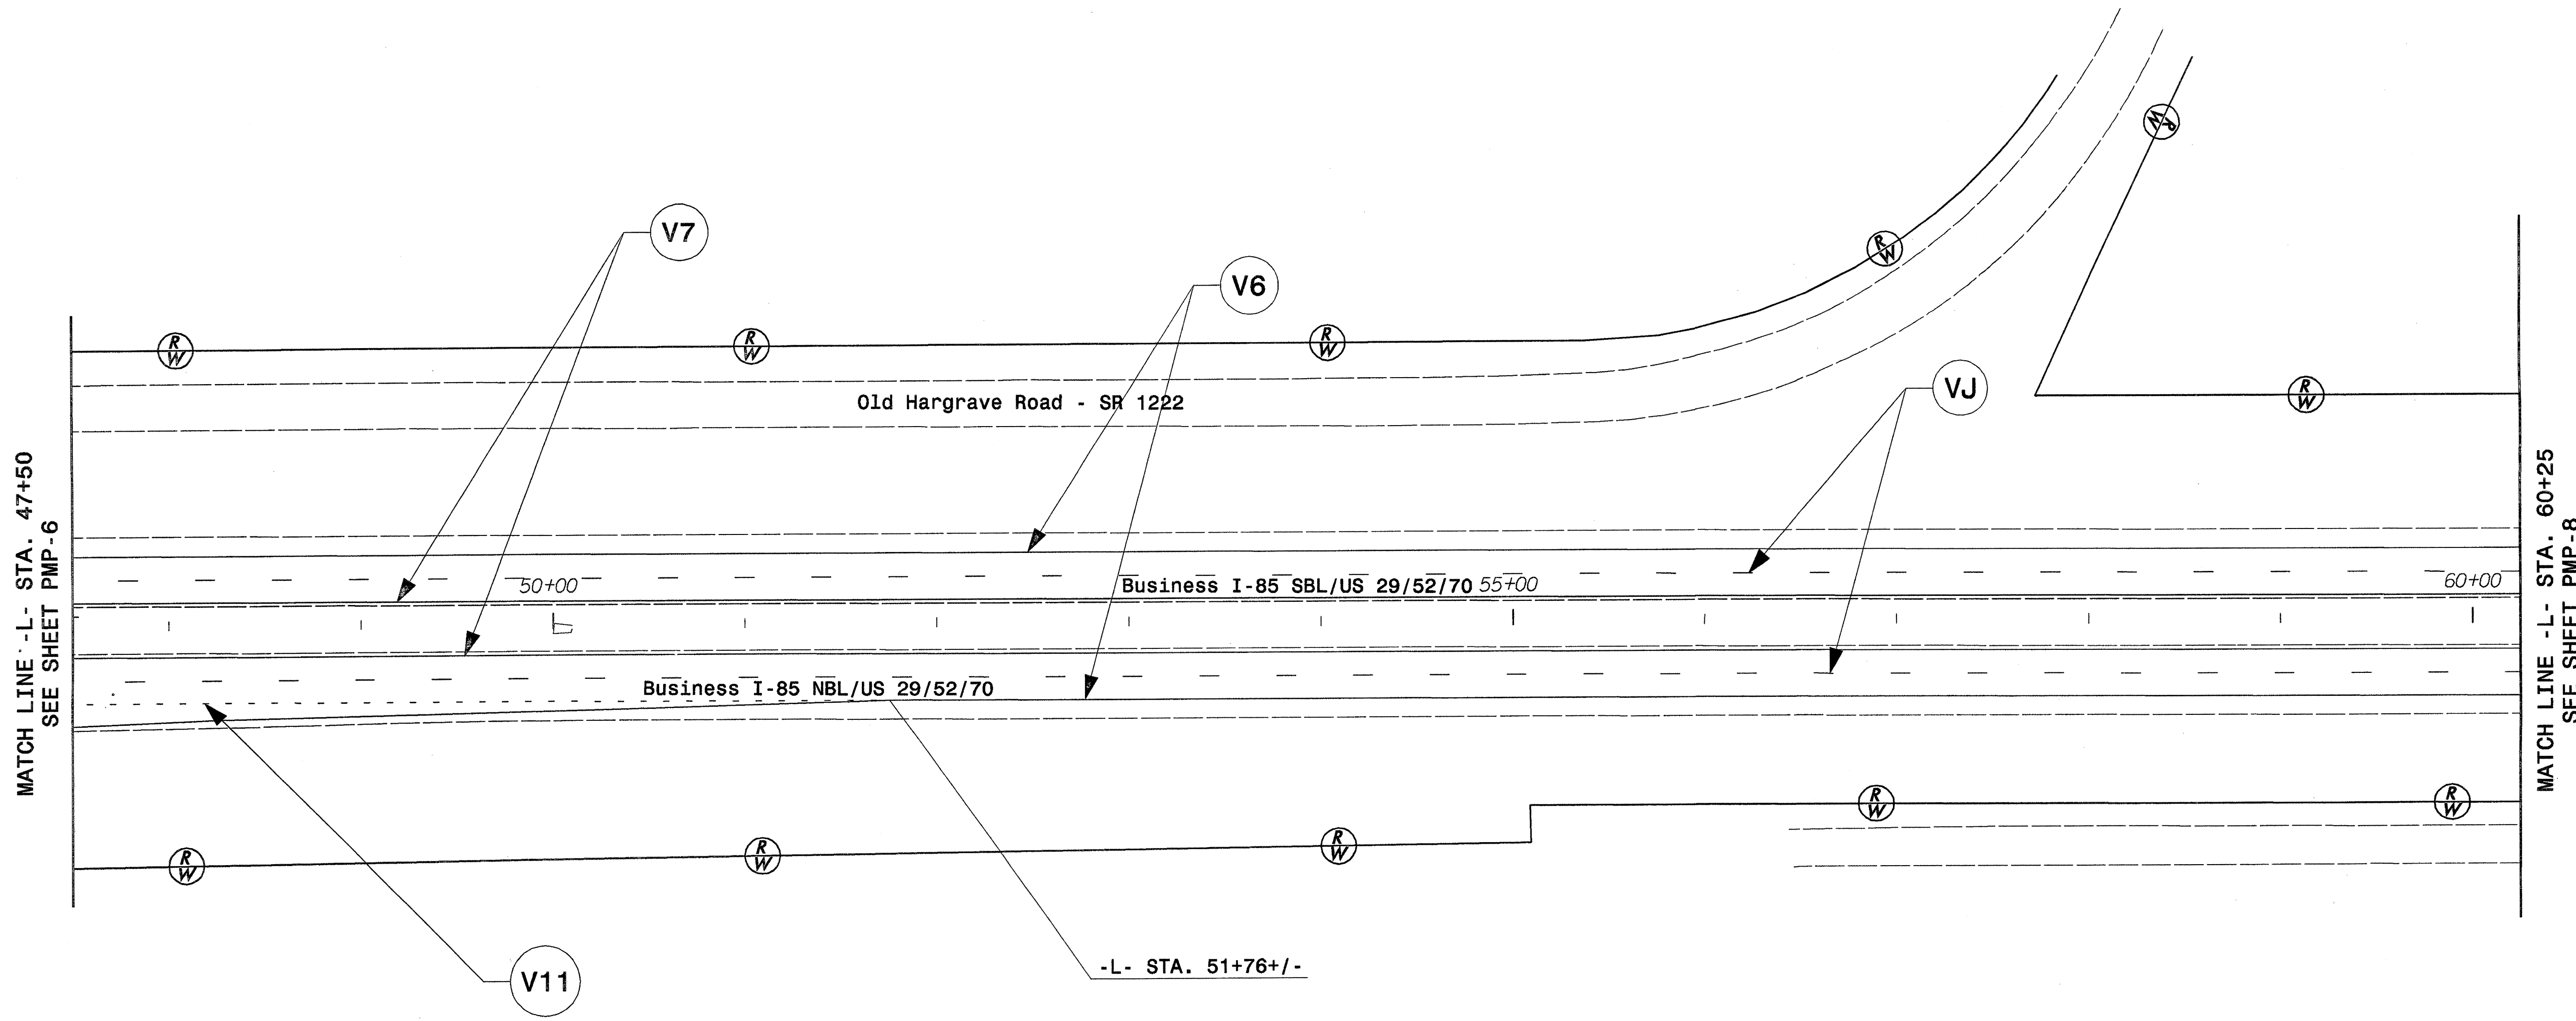 V7
V6
R
W
R
W
R
W
R
W
R
W
Old Hargrave Road - SR 1222
VJ
R
W
MATCH LINE -L- STA. 47+50
SEE SHEET PMP-6
50+00
Business I-85 SBL/US 29/52/70 55+00
60+00
MATCH LINE -L- STA. 60+25
SEE SHEET PMP-8
Business I-85 NBL/US 29/52/70
R
W
R
W
R
W
R
W
R
W
V11
-L- STA. 51+76+/-